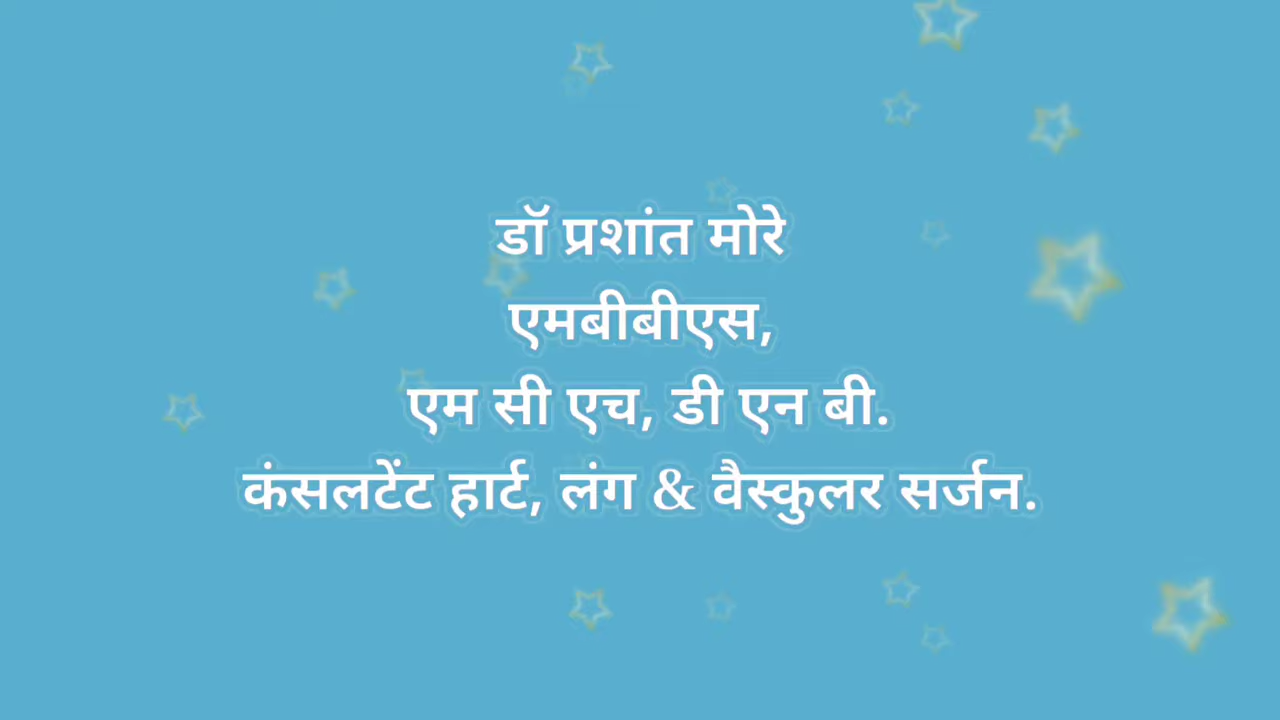 डॉ प्रशांत मोरे
एमबीबीएस,
एम सी एच, डी एन बी.
कंसलटेंट हार्ट, लंग & वैस्कुलर सर्जन.